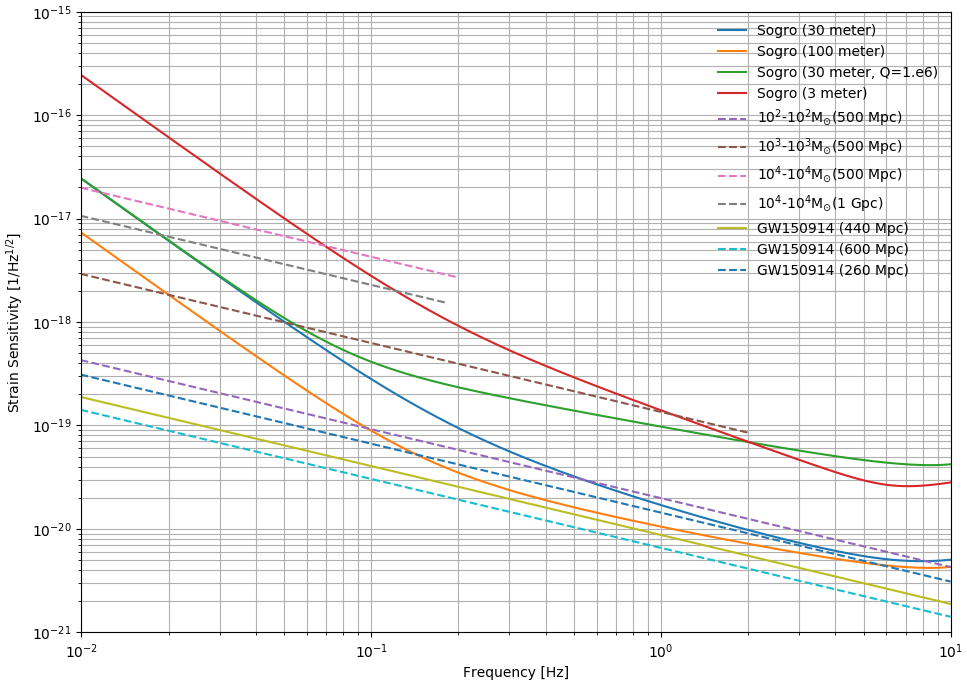 10⁻¹⁵
10⁻¹⁶
10⁻¹⁷
10⁻¹⁸
10⁻¹⁹
10⁻²⁰
10⁻²¹
Strain Sensitivity [1/Hz^{1/2}]
Sogro (30 meter)
Sogro (100 meter)
Sogro (30 meter, Q=1.e6)
Sogro (3 meter)
10²-10²M☉(500 Mpc)
10³-10³M☉(500 Mpc)
10⁴-10⁴M☉(500 Mpc)
10⁴-10⁴M☉(1 Gpc)
GW150914 (440 Mpc)
GW150914 (600 Mpc)
GW150914 (260 Mpc)
10⁻² 10⁻¹ 10⁰ 10¹
Frequency [Hz]